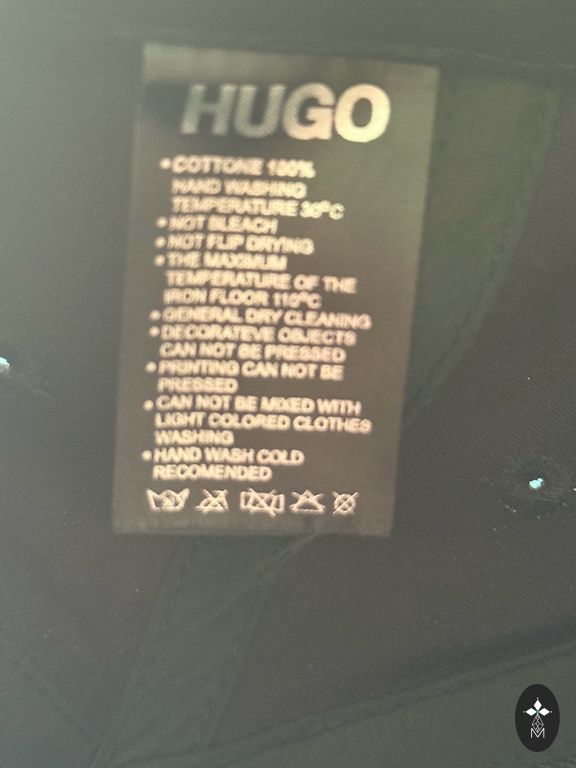 HUGO
• COTTONE 100%
HAND WASHING
TEMPERATURE 30°C
• NOT BLEACH
• NOT FLIP DRYING
• THE MAXIMUM
TEMPERATURE OF THE
IRON FLOOR 110°C
• GENERAL DRY CLEANING
• DECORATEVE OBJECTS
CAN NOT BE PRESSED
• PRINTING CAN NOT BE
PRESSED
• CAN NOT BE MIXED WITH
LIGHT COLORED CLOTHES
WASHING
• HAND WASH COLD
RECOMENDED
M